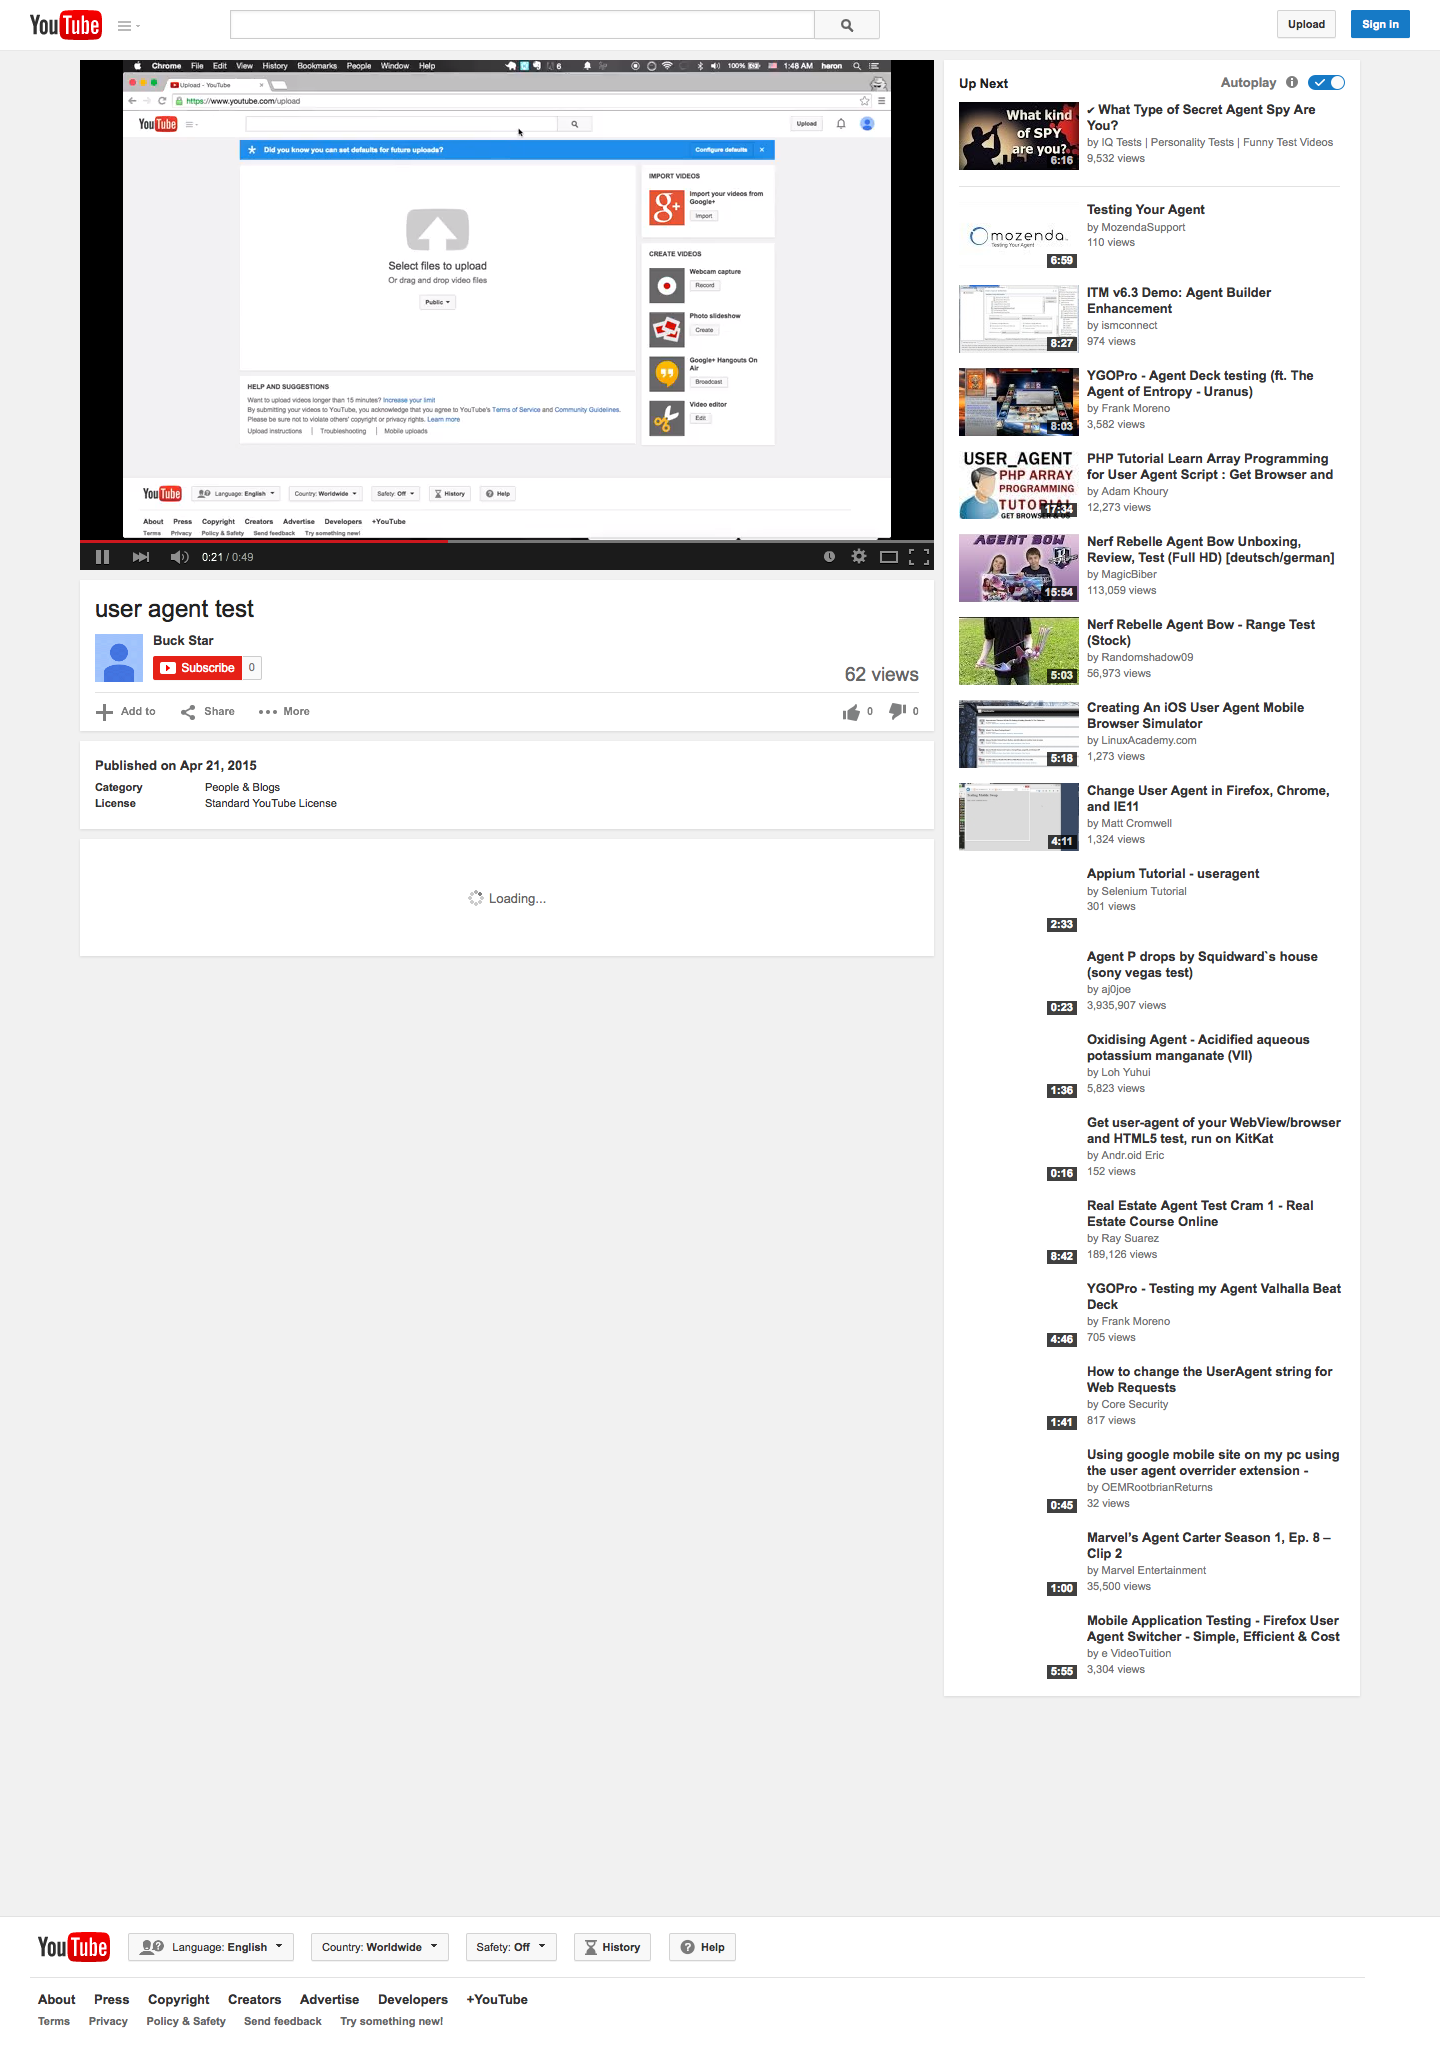 YouTube
Upload
Sign in
Chrome File Edit View History Bookmarks People Window Help
6
100%
1:48 AM heron
Upload - YouTube
https://www.youtube.com/upload
YouTube
Upload
Did you know you can set defaults for future uploads?
Configure defaults
Select files to upload
Or drag and drop video files
Public
IMPORT VIDEOS
Import your videos from
Google+
Import
CREATE VIDEOS
Webcam capture
Record
Photo slideshow
Create
Google+ Hangouts On
Air
Broadcast
Video editor
Edit
HELP AND SUGGESTIONS
Want to upload videos longer than 15 minutes? Increase your limit
By submitting your videos to YouTube, you acknowledge that you agree to YouTube's Terms of Service and Community Guidelines.
Please be sure not to violate others' copyright or privacy rights. Learn more
Upload instructions | Troubleshooting | Mobile uploads
YouTube
Language: English
Country: Worldwide
Safety: Off
History
Help
About Press Copyright Creators Advertise Developers +YouTube
Terms Privacy Policy & Safety Send feedback Try something new!
0:21 / 0:49
user agent test
Buck Star
Subscribe 0
62 views
Add to
Share
More
0
0
Published on Apr 21, 2015
Category People & Blogs
License Standard YouTube License
Loading...
Up Next
Autoplay
What kind
of SPY
are you?
6:16
✔ What Type of Secret Agent Spy Are
You?
by IQ Tests | Personality Tests | Funny Test Videos
9,532 views
mozenda
Testing Your Agent
6:59
Testing Your Agent
by MozendaSupport
110 views
8:27
ITM v6.3 Demo: Agent Builder
Enhancement
by ismconnect
974 views
8:03
YGOPro - Agent Deck testing (ft. The
Agent of Entropy - Uranus)
by Frank Moreno
3,582 views
USER_AGENT
PHP ARRAY
PROGRAMMING
TUTORIAL
GET BROWSER & OS
PHP Tutorial Learn Array Programming
for User Agent Script : Get Browser and
by Adam Khoury
12,273 views
AGENT BOW
15:54
Nerf Rebelle Agent Bow Unboxing,
Review, Test (Full HD) [deutsch/german]
by MagicBiber
113,059 views
5:03
Nerf Rebelle Agent Bow - Range Test
(Stock)
by Randomshadow09
56,973 views
5:18
Creating An iOS User Agent Mobile
Browser Simulator
by LinuxAcademy.com
1,273 views
4:11
Change User Agent in Firefox, Chrome,
and IE11
by Matt Cromwell
1,324 views
2:33
Appium Tutorial - useragent
by Selenium Tutorial
301 views
0:23
Agent P drops by Squidward`s house
(sony vegas test)
by aj0joe
3,935,907 views
1:36
Oxidising Agent - Acidified aqueous
potassium manganate (VII)
by Loh Yuhui
5,823 views
0:16
Get user-agent of your WebView/browser
and HTML5 test, run on KitKat
by Andr.oid Eric
152 views
8:42
Real Estate Agent Test Cram 1 - Real
Estate Course Online
by Ray Suarez
189,126 views
4:46
YGOPro - Testing my Agent Valhalla Beat
Deck
by Frank Moreno
705 views
1:41
How to change the UserAgent string for
Web Requests
by Core Security
817 views
0:45
Using google mobile site on my pc using
the user agent overrider extension -
by OEMRootbrianReturns
32 views
1:00
Marvel’s Agent Carter Season 1, Ep. 8 –
Clip 2
by Marvel Entertainment
35,500 views
5:55
Mobile Application Testing - Firefox User
Agent Switcher - Simple, Efficient & Cost
by e VideoTuition
3,304 views
YouTube
Language: English
Country: Worldwide
Safety: Off
History
Help
About Press Copyright Creators Advertise Developers +YouTube
Terms Privacy Policy & Safety Send feedback Try something new!